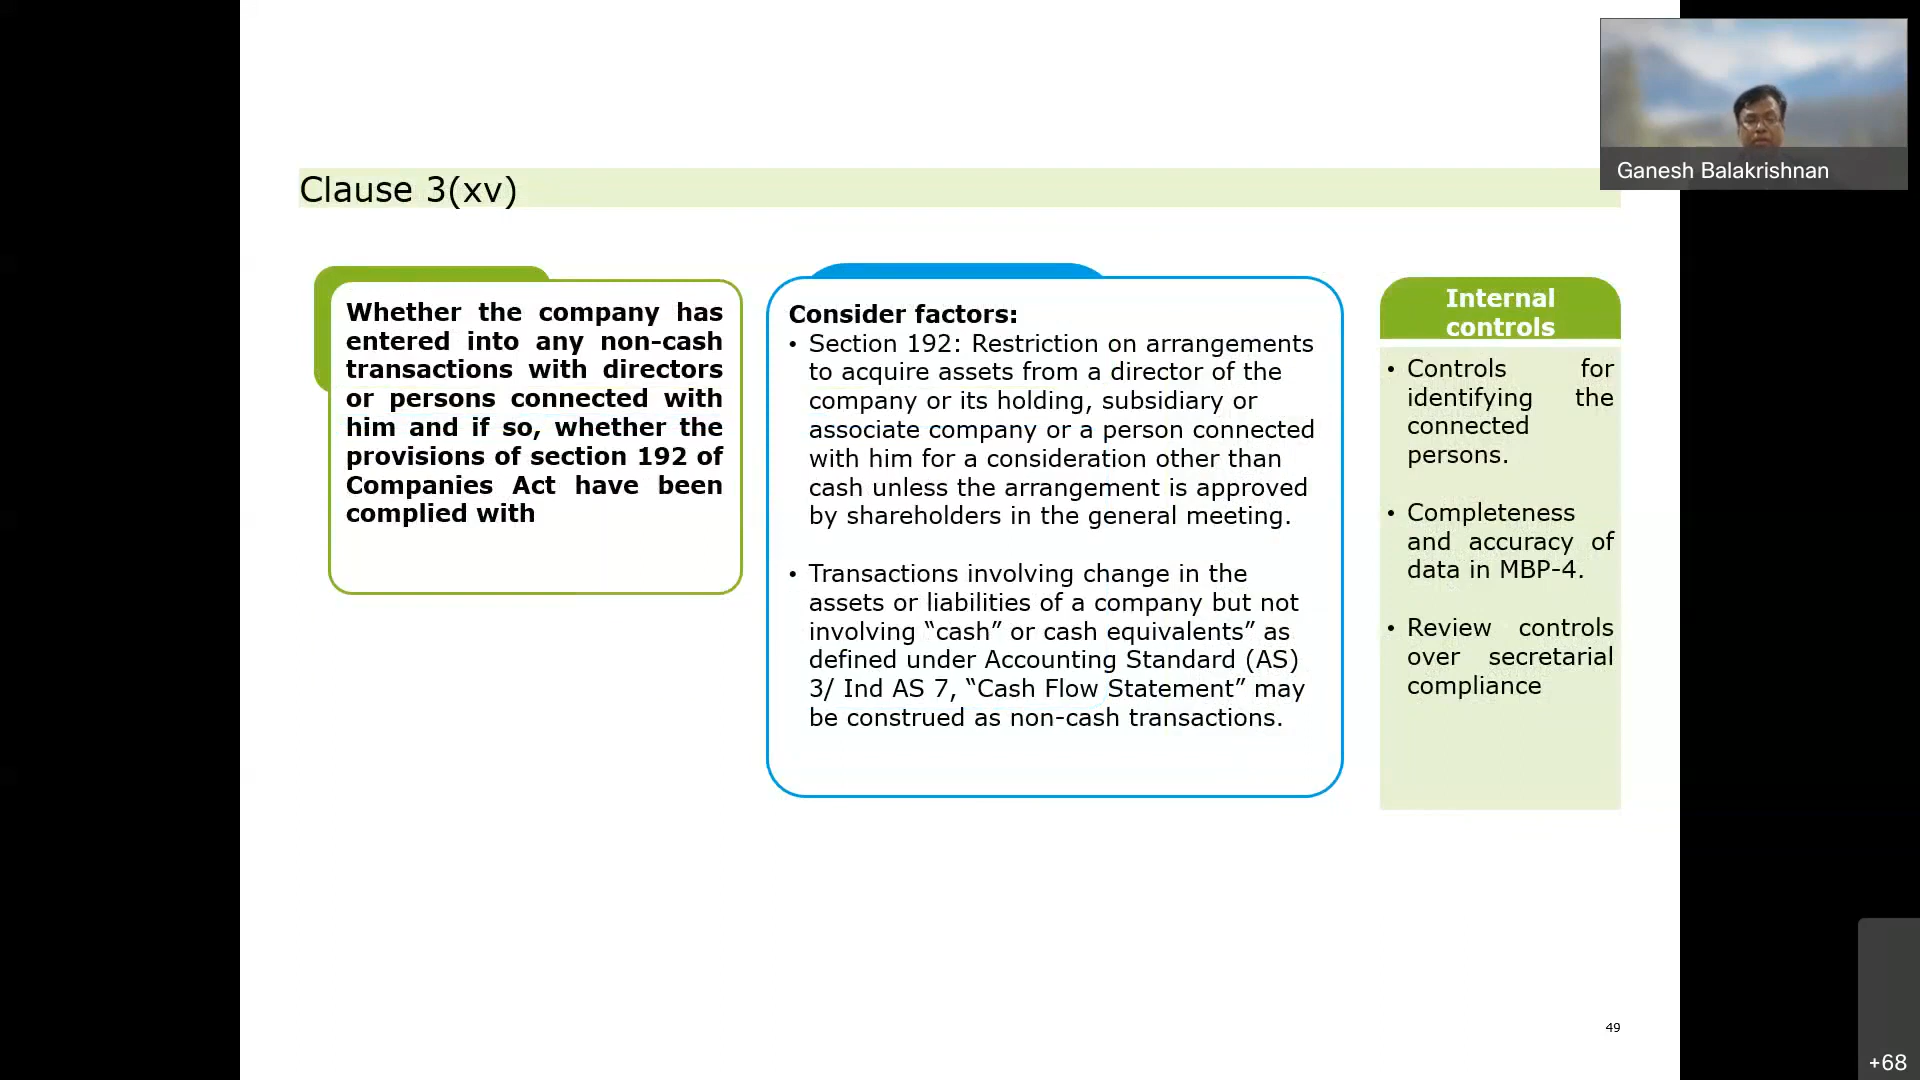 Ganesh Balakrishnan
Clause 3(xv)
Whether the company has
entered into any non-cash
transactions with directors
or persons connected with
him and if so, whether the
provisions of section 192 of
Companies Act have been
complied with
Consider factors:
• Section 192: Restriction on arrangements
to acquire assets from a director of the
company or its holding, subsidiary or
associate company or a person connected
with him for a consideration other than
cash unless the arrangement is approved
by shareholders in the general meeting.
• Transactions involving change in the
assets or liabilities of a company but not
involving “cash” or cash equivalents” as
defined under Accounting Standard (AS)
3/ Ind AS 7, “Cash Flow Statement” may
be construed as non-cash transactions.
Internal
controls
• Controls for
identifying the
connected
persons.
• Completeness
and accuracy of
data in MBP-4.
• Review controls
over secretarial
compliance
49
+68